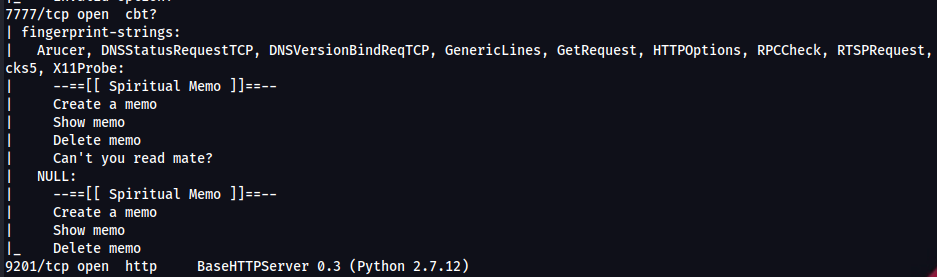 7777/tcp open  cbt?
| fingerprint-strings:
|   Arucer, DNSStatusRequestTCP, DNSVersionBindReqTCP, GenericLines, GetRequest, HTTPOptions, RPCCheck, RTSPRequest,
cks5, X11Probe:
|     --==[[ Spiritual Memo ]]==--
|     Create a memo
|     Show memo
|     Delete memo
|     Can't you read mate?
|   NULL:
|     --==[[ Spiritual Memo ]]==--
|     Create a memo
|     Show memo
|_    Delete memo
9201/tcp open  http    BaseHTTPServer 0.3 (Python 2.7.12)